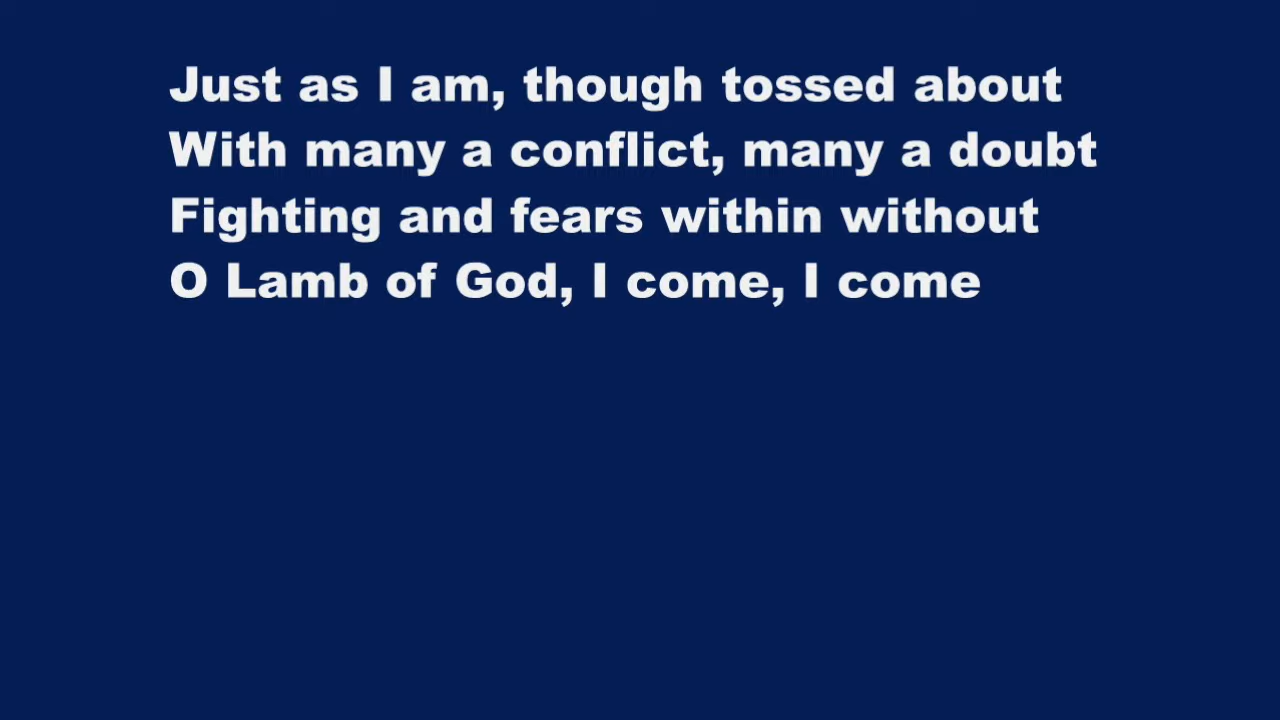 Just as I am, though tossed about
With many a conflict, many a doubt
Fighting and fears within without
O Lamb of God, I come, I come